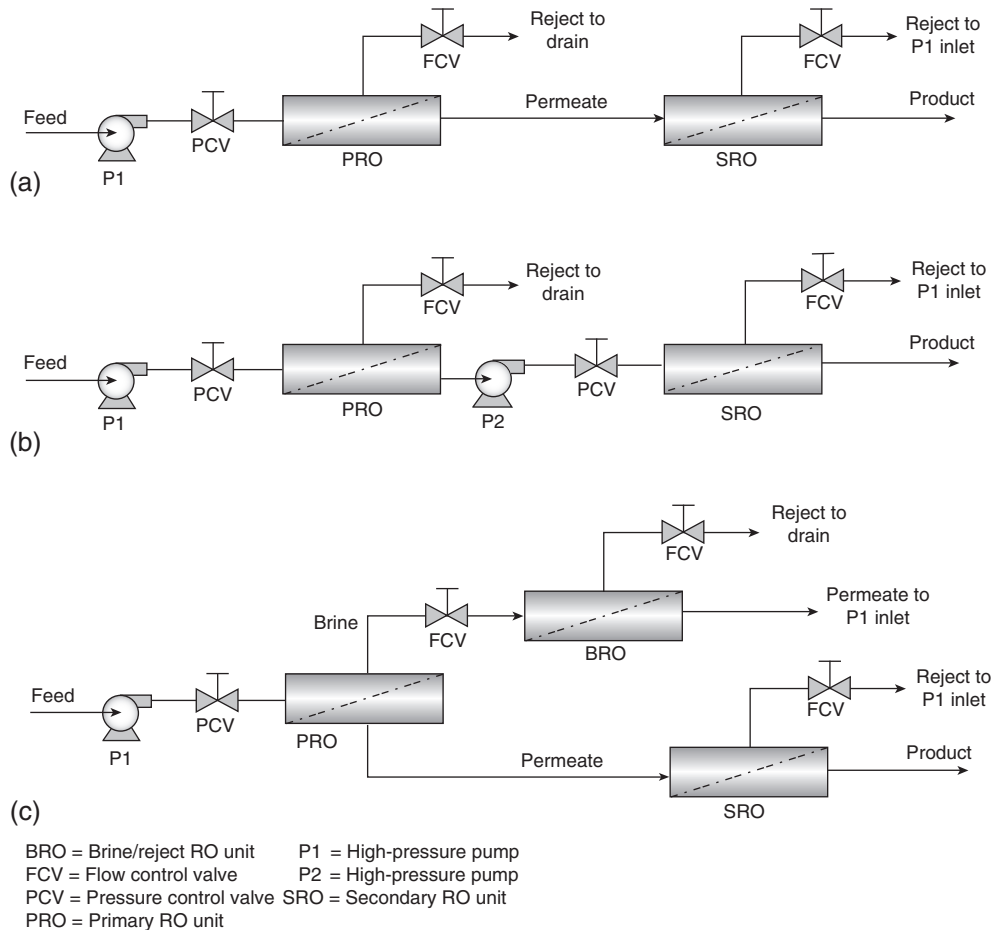 Reject to
drain
FCV
Reject to
P1 inlet
FCV
Feed
Permeate
Product
PCV
PRO
SRO
P1
(a)
Reject to
drain
FCV
Reject to
P1 inlet
FCV
Feed
Product
PCV
PRO
PCV
SRO
P1
P2
(b)
Reject to
drain
FCV
Brine
FCV
Permeate to
P1 inlet
BRO
Reject to
P1 inlet
FCV
Feed
PCV
PRO
P1
Permeate
Product
SRO
(c)
BRO = Brine/reject RO unit P1 = High-pressure pump
FCV = Flow control valve P2 = High-pressure pump
PCV = Pressure control valve SRO = Secondary RO unit
PRO = Primary RO unit